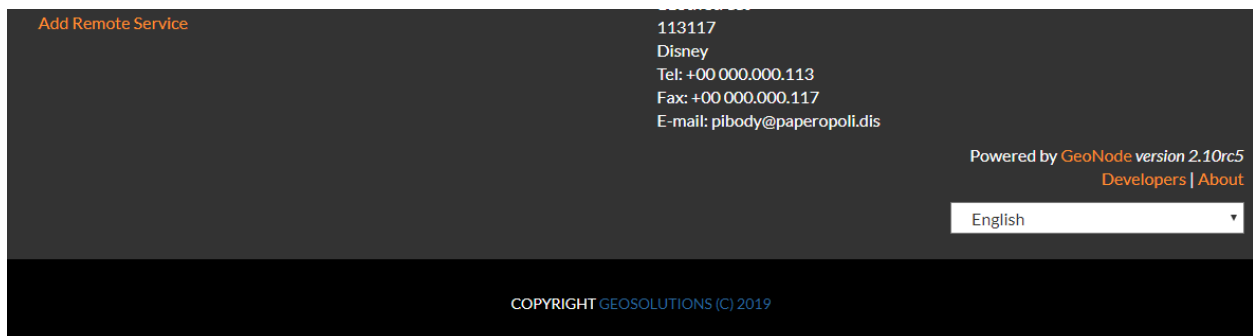 Add Remote Service
113117
Disney
Tel: +00 000.000.113
Fax: +00 000.000.117
E-mail: pibody@paperopoli.dis
Powered by GeoNode version 2.10rc5
Developers | About
English
COPYRIGHT GEOSOLUTIONS (C) 2019